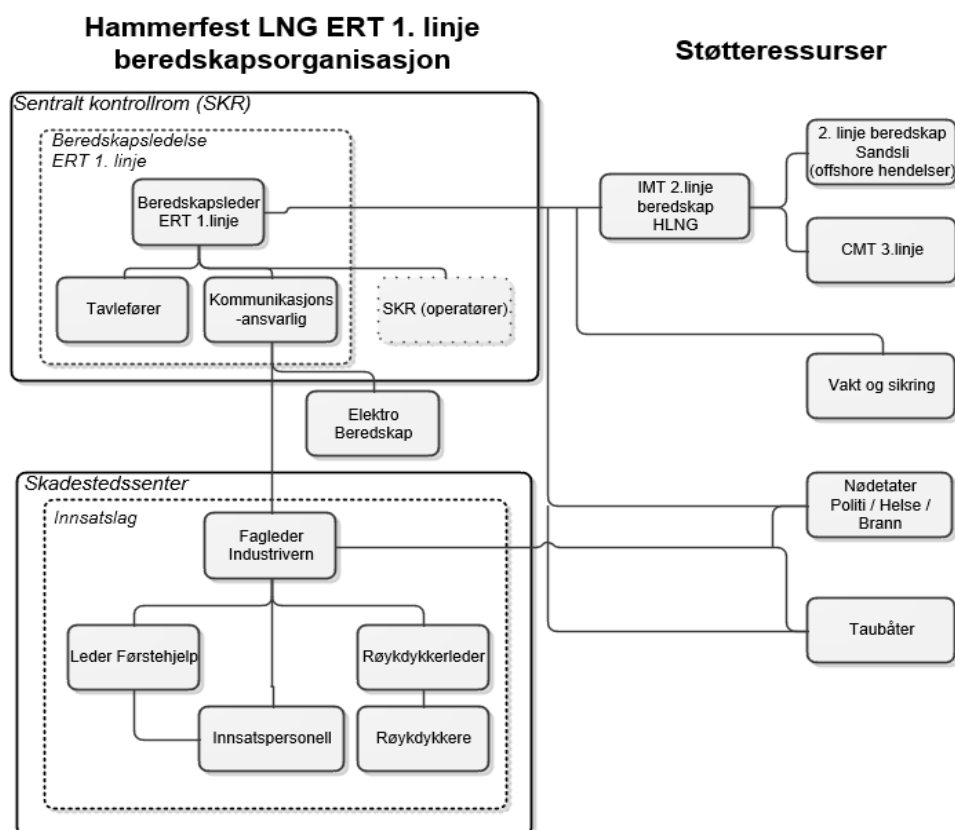 Hammerfest LNG ERT 1. linje
beredskapsorganisasjon
Støtteressurser
Sentralt kontrollrom (SKR)
Beredskapsledelse
ERT 1. linje
Beredskapsleder
ERT 1.linje
Tavlefører
Kommunikasjons
-ansvarlig
SKR (operatører)
Elektro
Beredskap
IMT 2.linje
beredskap
HLNG
2. linje beredskap
Sandsli
(offshore hendelser)
CMT 3.linje
Vakt og sikring
Skadestedssenter
Innsatslag
Fagleder
Industrivern
Leder Førstehjelp
Røykdykkerleder
Innsatspersonell
Røykdykkere
Nødetater
Politi / Helse /
Brann
Taubåter